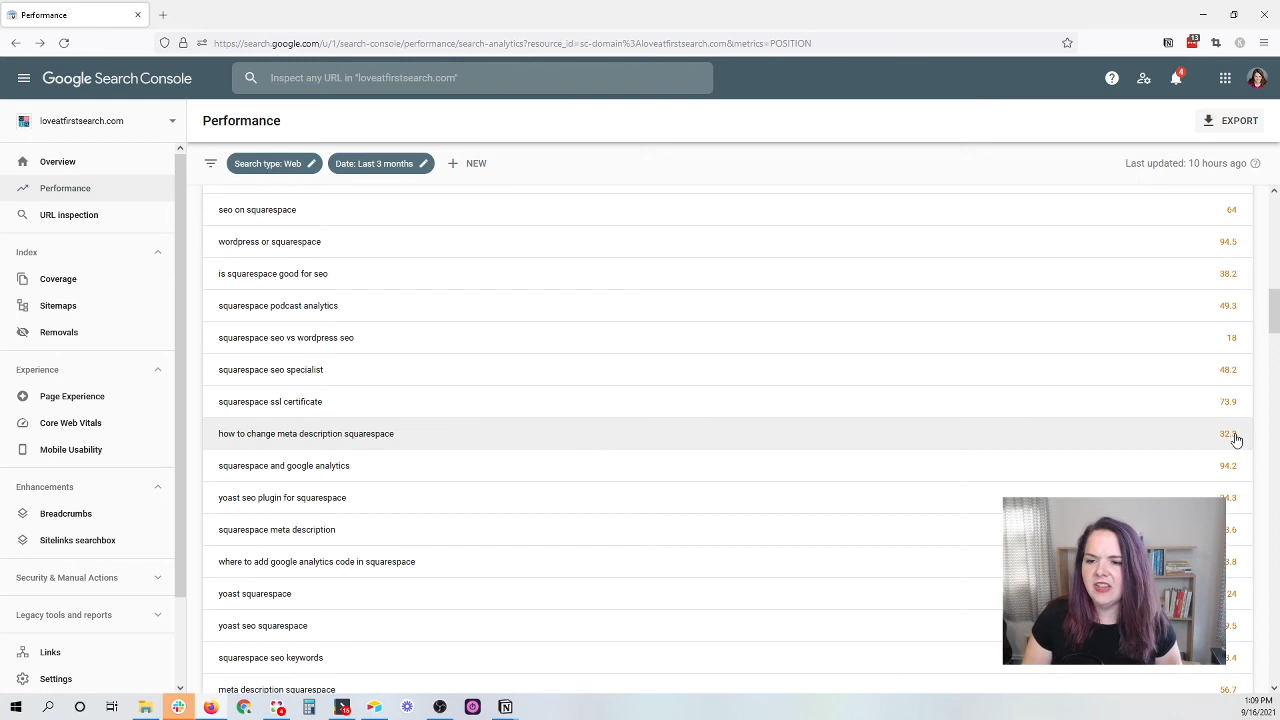 Performance
https://search.google.com/u/1/search-console/performance/search-analytics?resource_id=sc-domain%3Aloveatfirstsearch.com&metrics=POSITION
13
Google Search Console
Inspect any URL in "loveatfirstsearch.com"
4
loveatfirstsearch.com
Performance
EXPORT
Overview
Performance
URL inspection
Index
Coverage
Sitemaps
Removals
Experience
Page Experience
Core Web Vitals
Mobile Usability
Enhancements
Breadcrumbs
Sitelinks searchbox
Security & Manual Actions
Legacy tools and reports
Links
Settings
Search type: Web
Date: Last 3 months
NEW
Last updated: 10 hours ago
seo on squarespace 64
wordpress or squarespace 94.5
is squarespace good for seo 38.2
squarespace podcast analytics 49.3
squarespace seo vs wordpress seo 18
squarespace seo specialist 48.2
squarespace ssl certificate 73.9
how to change meta description squarespace
squarespace and google analytics 94.2
yoast seo plugin for squarespace
squarespace meta description
where to add google analytics code in squarespace
yoast squarespace 24
yoast seo squarespace
squarespace seo keywords
meta description squarespace 56.7
15
1:09 PM
9/16/2021